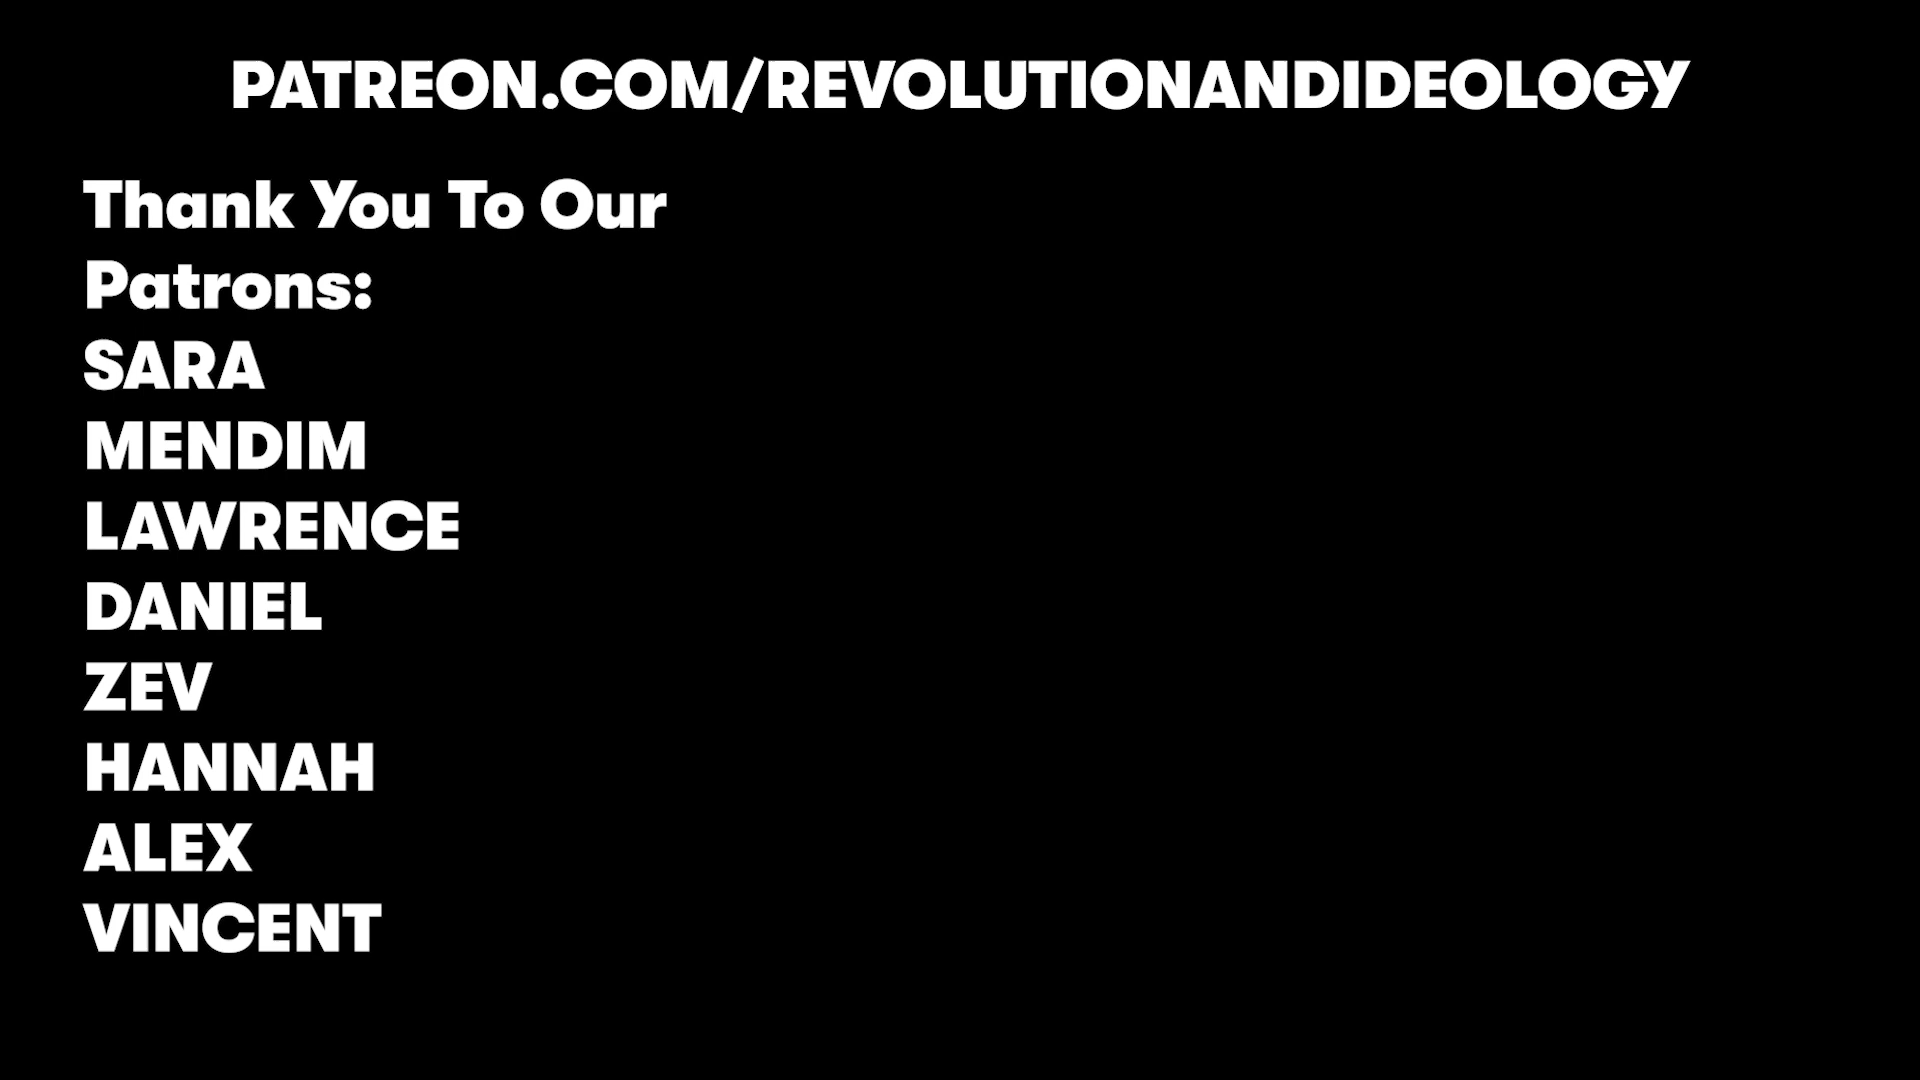 PATREON.COM/REVOLUTIONANDIDEOLOGY
Thank You To Our
Patrons:
SARA
MENDIM
LAWRENCE
DANIEL
ZEV
HANNAH
ALEX
VINCENT